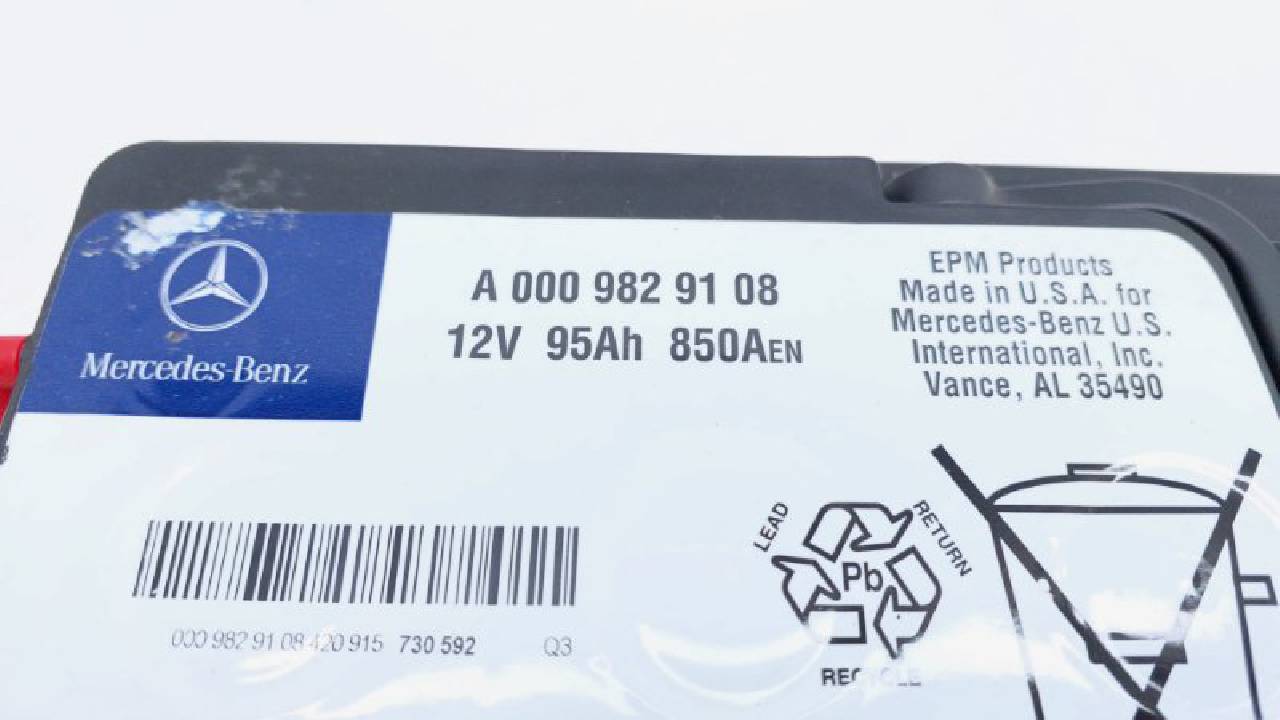 Mercedes-Benz
A 000 982 91 08
12V 95Ah 850AEN
EPM Products
Made in U.S.A. for
Mercedes-Benz U.S.
International, Inc.
Vance, AL 35490
000 982 91 08 420 915 730 592 Q3
LEAD
RETURN
Pb
RECYCLE